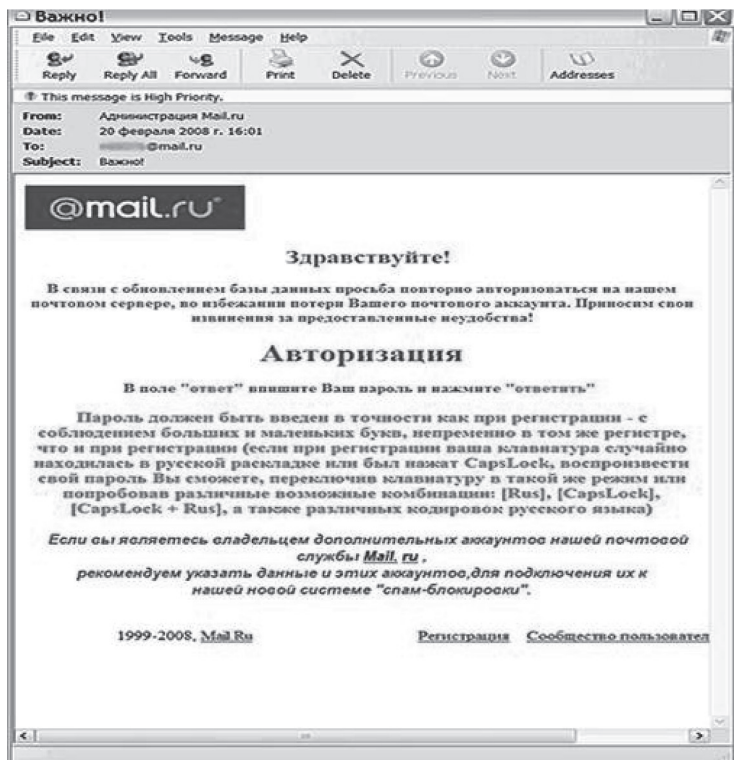 Важно!
File Edit View Tools Message Help
Reply Reply All Forward Print Delete Previous Next Addresses
This message is High Priority.
From: Администрация Mail.ru
Date: 20 февраля 2008 г. 16:01
To: @mail.ru
Subject: Важно!
@mail.ru
Здравствуйте!
В связи с обновлением базы данных просьба повторно авторизоваться на нашем
почтовом сервере, во избежании потери Вашего почтового аккаунта. Приносим свои
извинения за предоставленные неудобства!
Авторизация
В поле "ответ" впишите Ваш пароль и нажмите "ответить"
Пароль должен быть введен в точности как при регистрации - с
соблюдением больших и маленьких букв, непременно в том же регистре,
что и при регистрации (если при регистрации ваша клавиатура случайно
находилась в русской раскладке или был нажат CapsLock, воспроизвести
свой пароль Вы сможете, переключив клавиатуру в такой же режим или
попробовав различные возможные комбинации: [Rus], [CapsLock],
[CapsLock + Rus], а также различных кодировок русского языка)
Если вы являетесь владельцем дополнительных аккаунтов нашей почтовой
службы Mail. ru ,
рекомендуем указать данные и этих аккаунтов,для подключения их к
нашей новой системе "спам-блокировки".
1999-2008, Mail.Ru Регистрация Сообщество пользовател